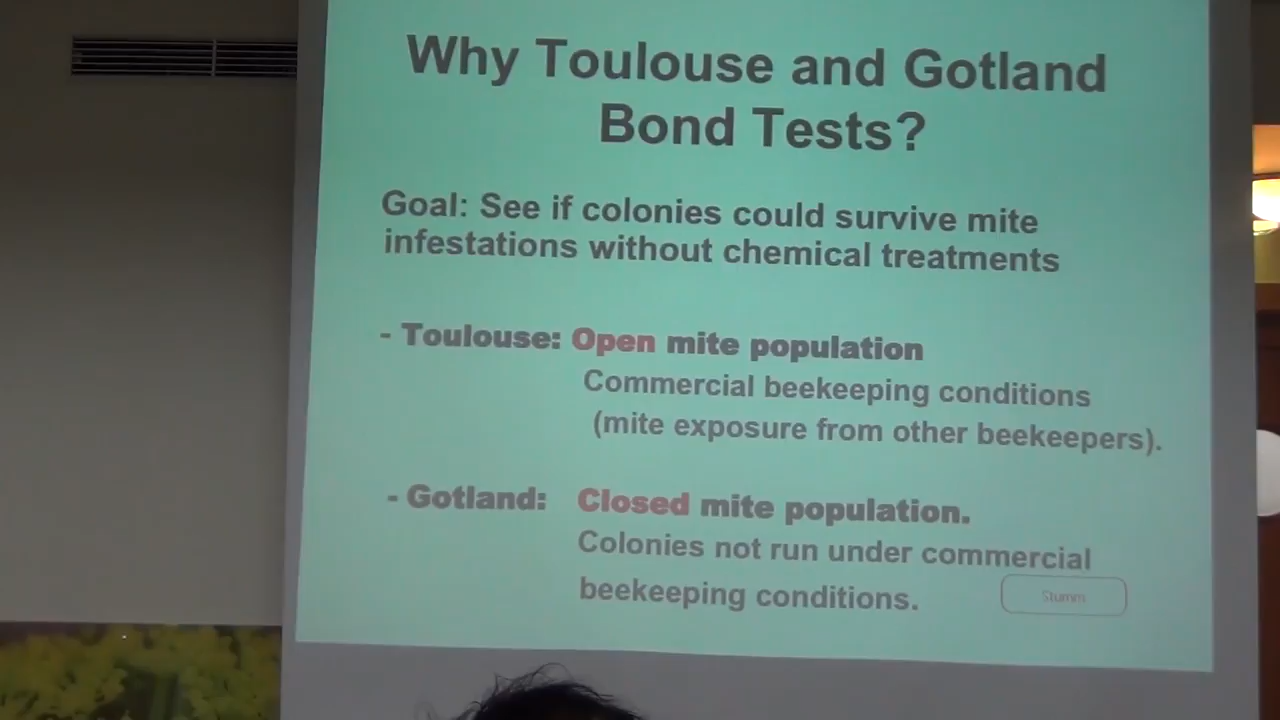 Why Toulouse and Gotland
Bond Tests?
Goal: See if colonies could survive mite
infestations without chemical treatments
- Toulouse: Open mite population
Commercial beekeeping conditions
(mite exposure from other beekeepers).
- Gotland: Closed mite population.
Colonies not run under commercial
beekeeping conditions.
Stumm